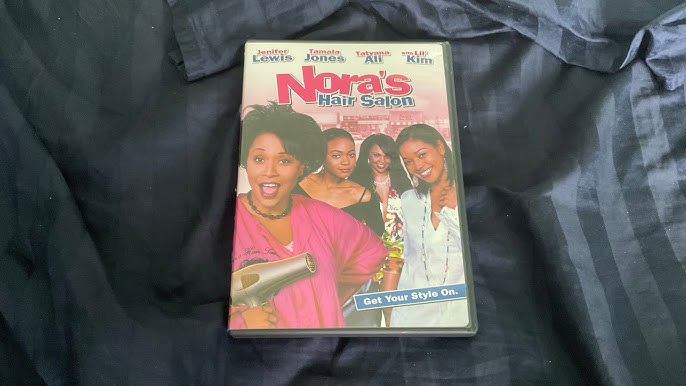 Jenifer Tamala Tatyana with Lil'
Lewis Jones Ali Kim
Nora's
Hair Salon
Get Your Style On.